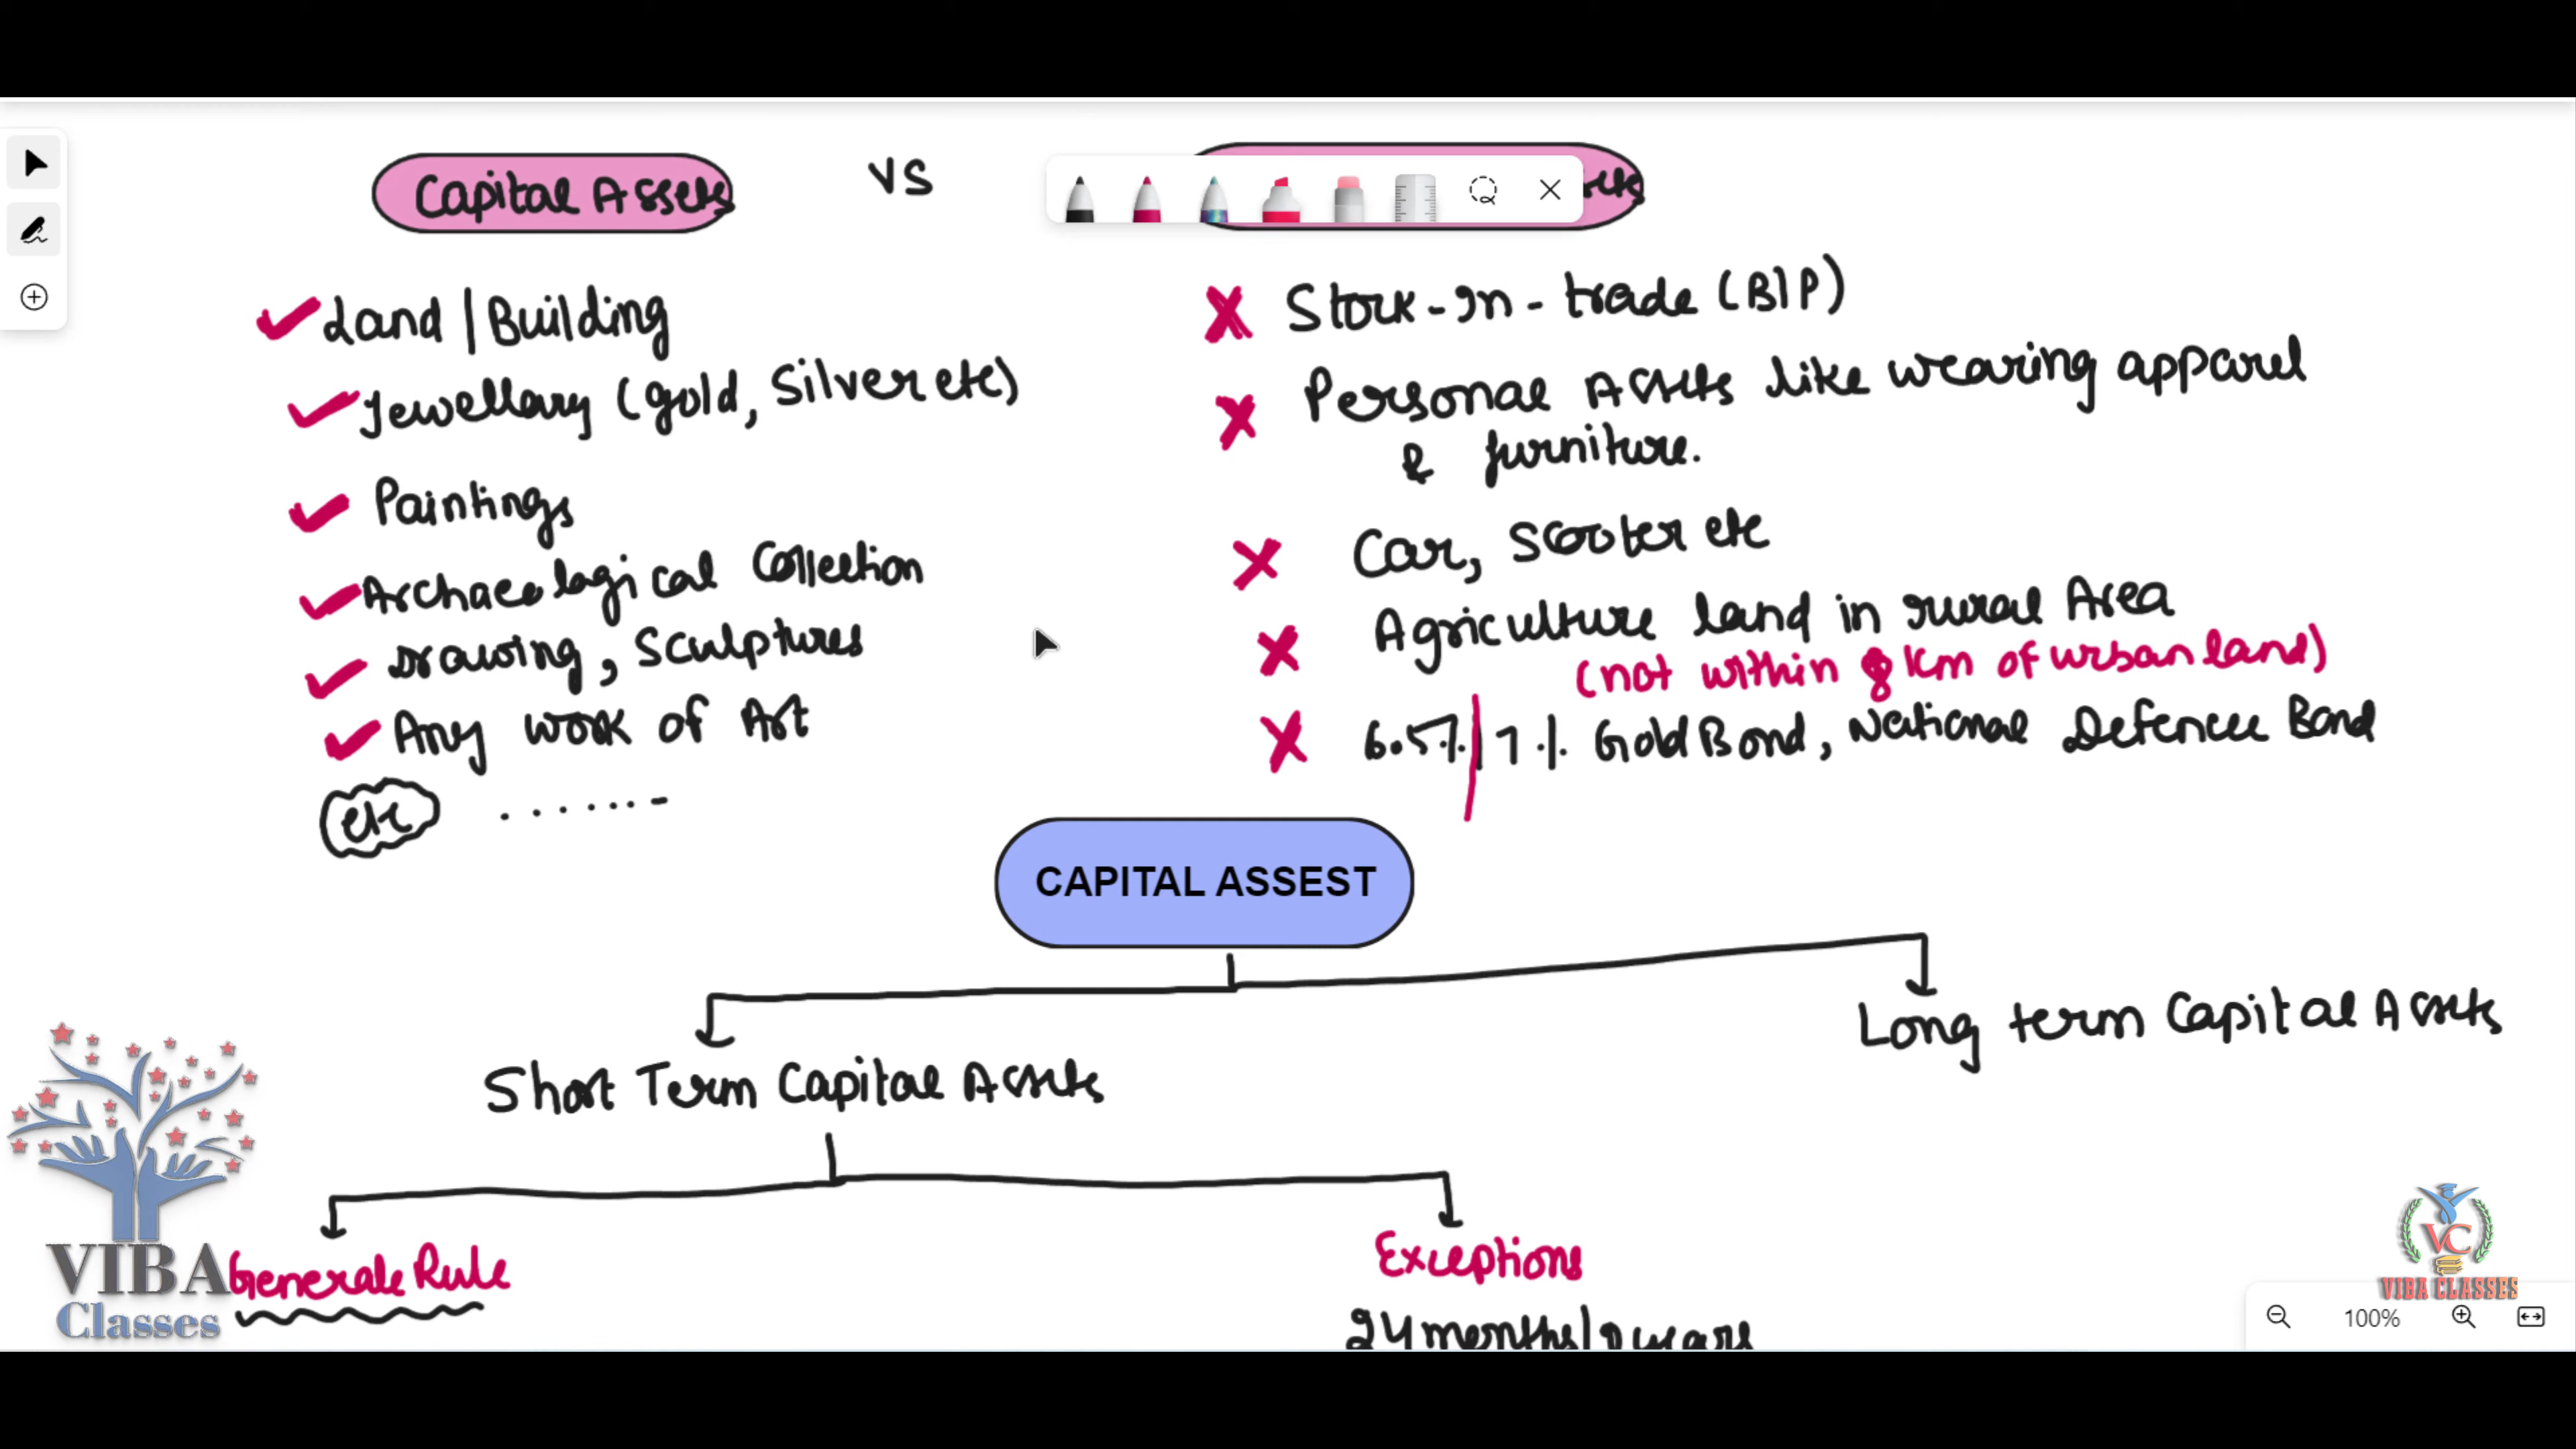 Capital Assets
VS
Land | Building
Jewellary (gold, Silver etc)
Paintings
Archaeological Collection
Drawing, Sculptures
Any work of Art
etc .......-
Stock-In-trade (B|P)
Personal Assets like wearing apparel
& furniture.
Car, Scooter etc
Agriculture land in rural Area
(not within 8 km of urban land)
6.5% | 7% Gold Bond, National Defence Bond
CAPITAL ASSEST
Short Term Capital Assets
Long term Capital Assets
Generale Rule
Exceptions
24 months | 2 years
VIBA
Classes
VC
VIBA CLASSES
100%